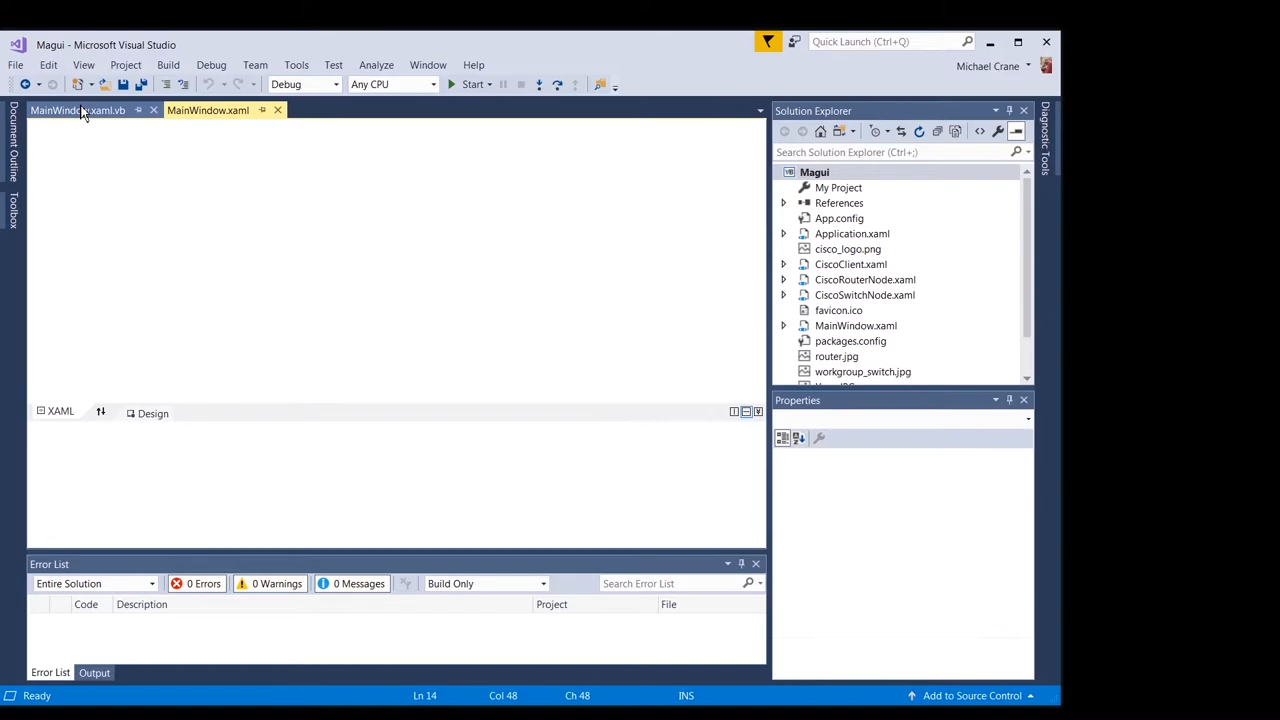 Magui - Microsoft Visual Studio
Quick Launch (Ctrl+Q)
File Edit View Project Build Debug Team Tools Test Analyze Window Help
Michael Crane
Debug Any CPU Start
MainWindow.xaml.vb MainWindow.xaml
Document Outline
Toolbox
XAML Design
Error List
Entire Solution 0 Errors 0 Warnings 0 Messages Build Only Search Error List
Code Description Project File
Error List Output
Solution Explorer
Search Solution Explorer (Ctrl+;)
VB Magui
My Project
References
App.config
Application.xaml
cisco_logo.png
CiscoClient.xaml
CiscoRouterNode.xaml
CiscoSwitchNode.xaml
favicon.ico
MainWindow.xaml
packages.config
router.jpg
workgroup_switch.jpg
Properties
Diagnostic Tools
Ready Ln 14 Col 48 Ch 48 INS Add to Source Control